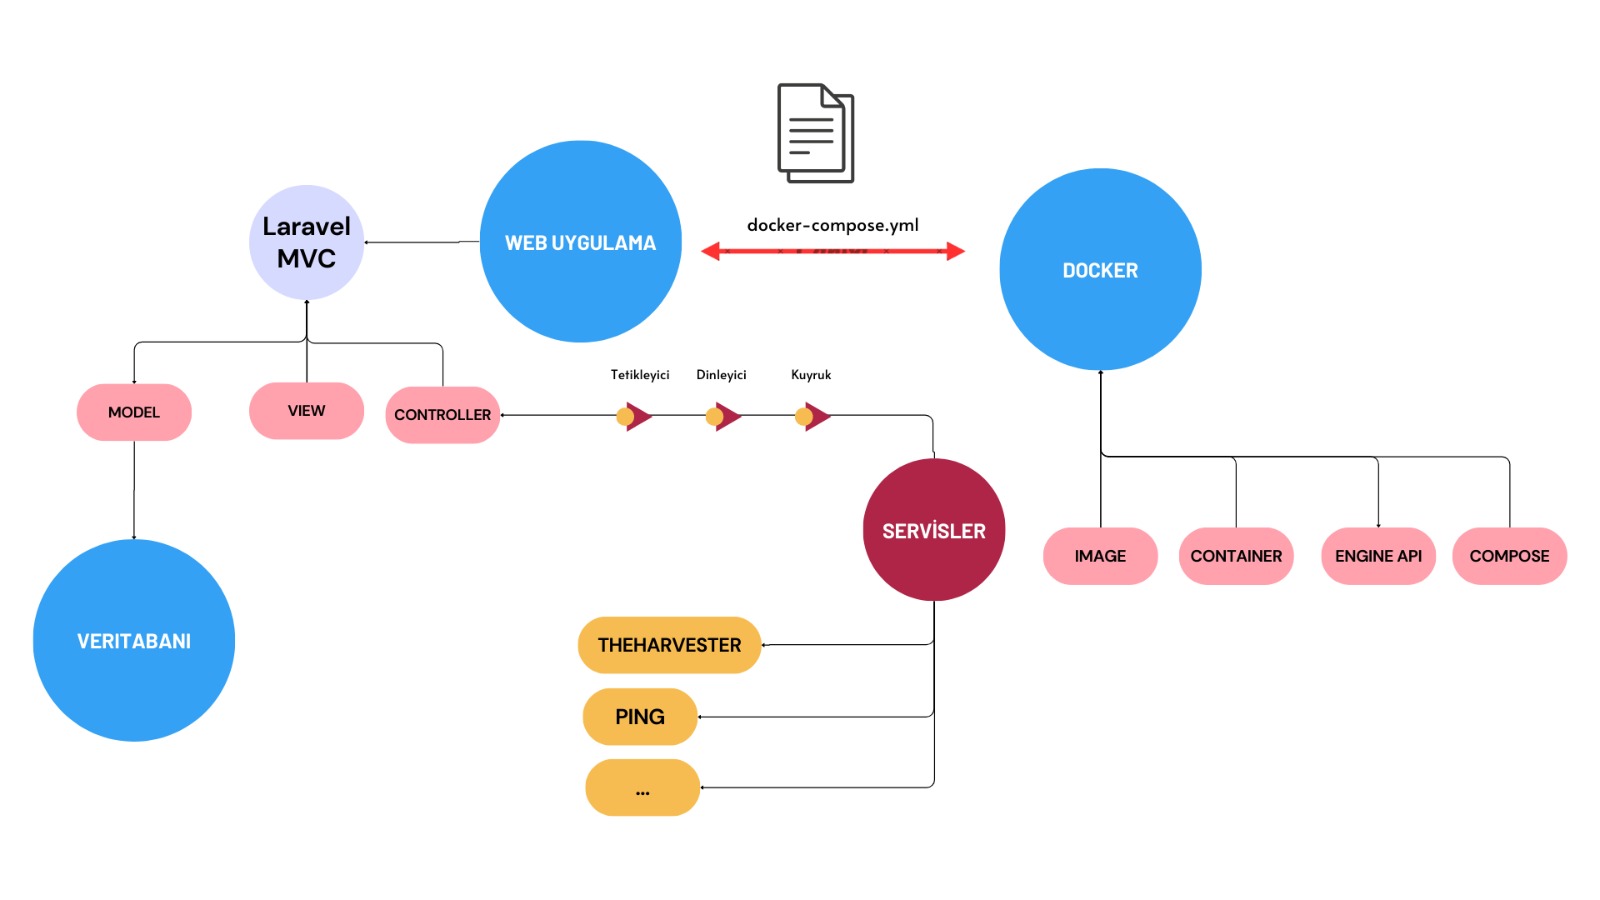 docker-compose.yml
Laravel
MVC
WEB UYGULAMA
DOCKER
Tetikleyici
Dinleyici
Kuyruk
MODEL
VIEW
CONTROLLER
SERVİSLER
IMAGE
CONTAINER
ENGINE API
COMPOSE
VERITABANI
THEHARVESTER
PING
...